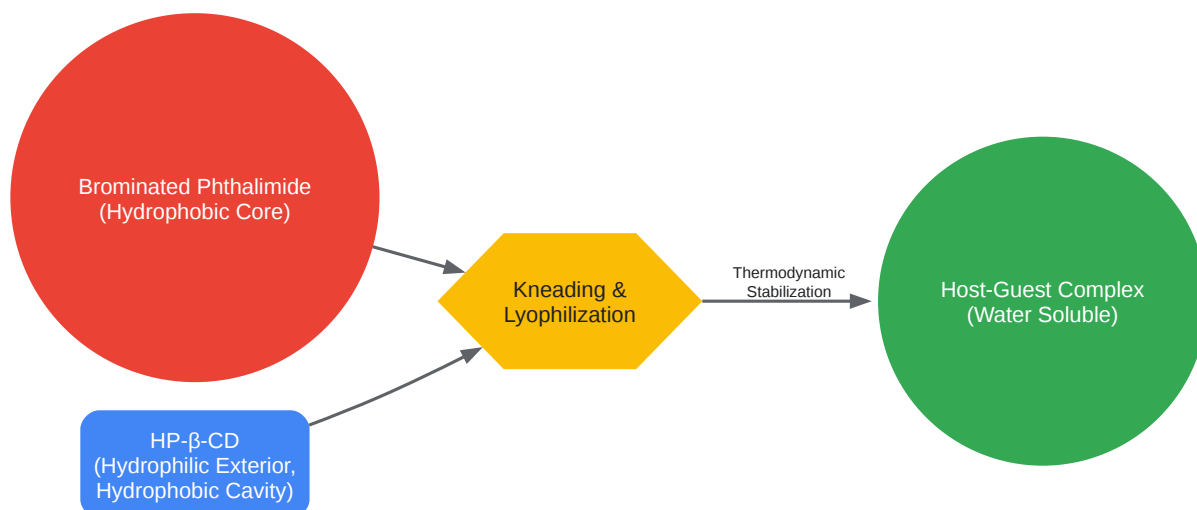 Brominated Phthalimide
(Hydrophobic Core)
HP-β-CD
(Hydrophilic Exterior,
Hydrophobic Cavity)
Kneading &
Lyophilization
Thermodynamic
Stabilization
Host-Guest Complex
(Water Soluble)